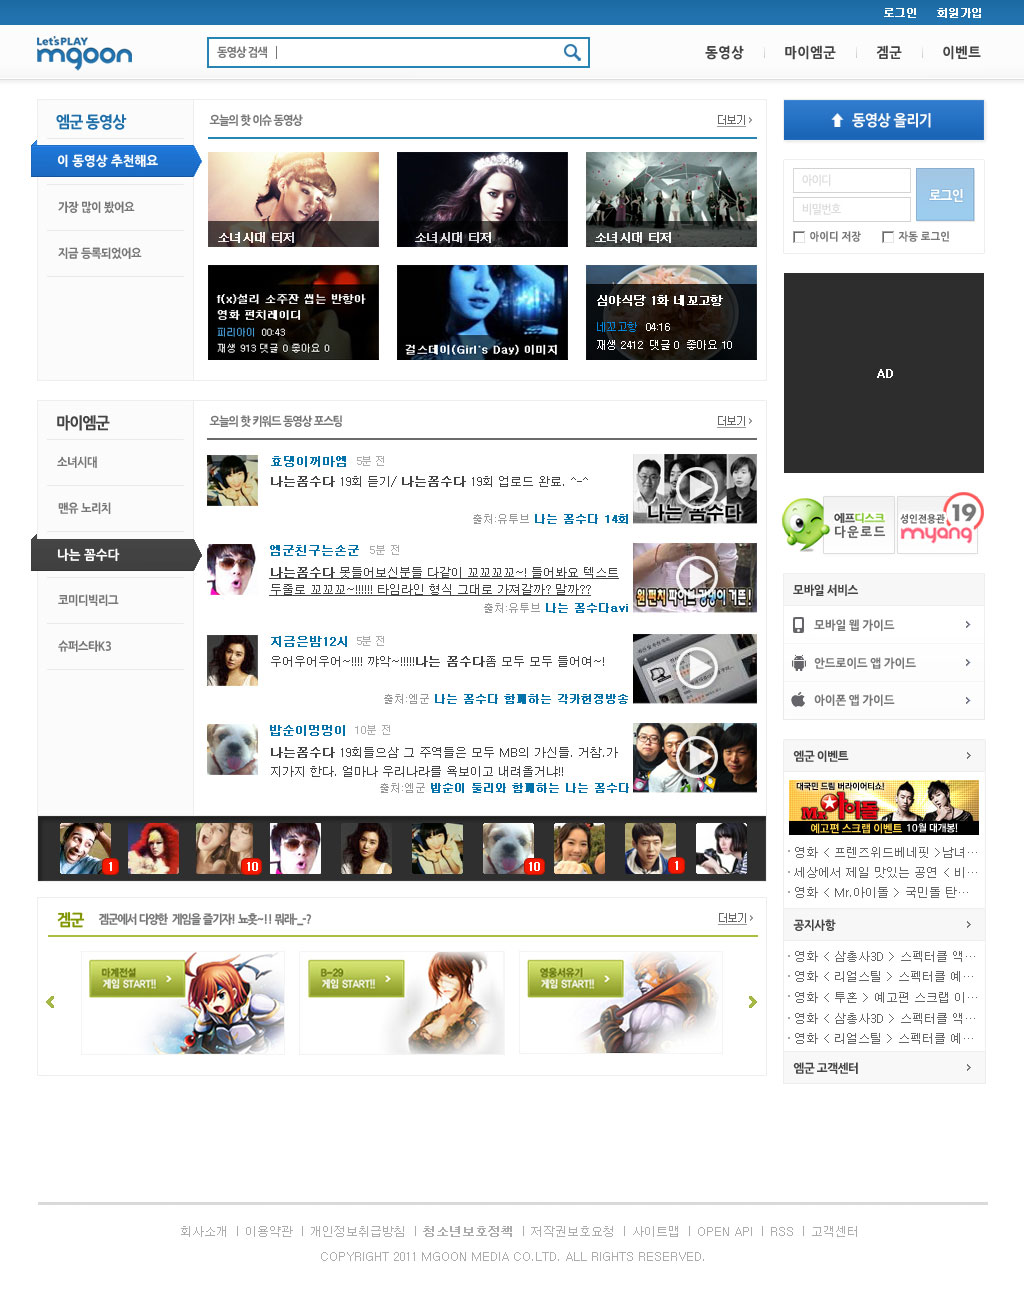 로그인 회원가입
Let'sPLAY
mgoon
동영상 검색
동영상 마이엠군 겜군 이벤트
엠군 동영상
이 동영상 추천해요
가장 많이 봤어요
지금 등록되었어요
오늘의 핫 이슈 동영상 더보기
소녀시대 티저
소녀시대 티저
소녀시대 티저
f(x)설리 소주잔 씹는 반항아
영화 펀치레이디
피리아이 00:43
재생 913 댓글 0 좋아요 0
걸스데이(Girl's Day) 이미지
심야식당 1화 네꼬고항
네꼬고항 04:16
재생 2412 댓글 0 좋아요 10
동영상 올리기
아이디
비밀번호
로그인
아이디 저장 자동 로그인
AD
에프디스크
다운로드
성인전용관 19
myang
모바일 서비스
모바일 웹 가이드
안드로이드 앱 가이드
아이폰 앱 가이드
마이엠군
소녀시대
맨유 노리치
나는 꼼수다
코미디빅리그
슈퍼스타K3
오늘의 핫 키워드 동영상 포스팅 더보기
효댕이꺼마엠 5분 전
나는꼼수다 19회 듣기/ 나는꼼수다 19회 업로드 완료. ^-^
출처:유투브 나는 꼼수다 14회
나는 꼼수다
엠군친구는손군 5분 전
나는꼼수다 못들어보신분들 다같이 꼬꼬꼬꼬~! 들어봐요 텍스트
두줄로 꼬꼬꼬~!!!!!! 타임라인 형식 그대로 가져갈까? 말까??
출처:유투브 나는 꼼수다avi
지금은밤12시 5분 전
우어우어우어~!!!! 꺄악~!!!!!나는 꼼수다좀 모두 모두 들어여~!
출처:엠군 나는 꼼수다 함께하는 각카현정방송
밥순이멍멍이 10분 전
나는꼼수다 19회들으삼 그 주역들은 모두 MB의 가신들. 거참.가
지가지 한다. 얼마나 우리나라를 욕보이고 내려올거냐!!
출처:엠군 밥순이 둘리와 함께하는 나는 꼼수다
1 10 10 1
엠군 이벤트
대국민 드림 버라이어티쇼!
Mr.아이돌
예고편 스크랩 이벤트 10월 대개봉!
· 영화 < 프렌즈위드베네핏 >남녀…
· 세상에서 제일 맛있는 공연 < 비…
· 영화 < Mr.아이돌 > 국민돌 탄…
공지사항
· 영화 < 삼총사3D > 스펙터클 액…
· 영화 < 리얼스틸 > 스펙터클 예…
· 영화 < 투혼 > 예고편 스크랩 이…
· 영화 < 삼총사3D > 스펙터클 액…
· 영화 < 리얼스틸 > 스펙터클 예…
엠군 고객센터
겜군 겜군에서 다양한 게임을 즐기자! 뇨홋~!! 뭐래-_-? 더보기
마계전설
게임 START!!
B-29
게임 START!!
영웅서유기
게임 START!!
회사소개 | 이용약관 | 개인정보취급방침 | 청소년보호정책 | 저작권보호요청 | 사이트맵 | OPEN API | RSS | 고객센터
COPYRIGHT 2011 MGOON MEDIA CO.LTD. ALL RIGHTS RESERVED.